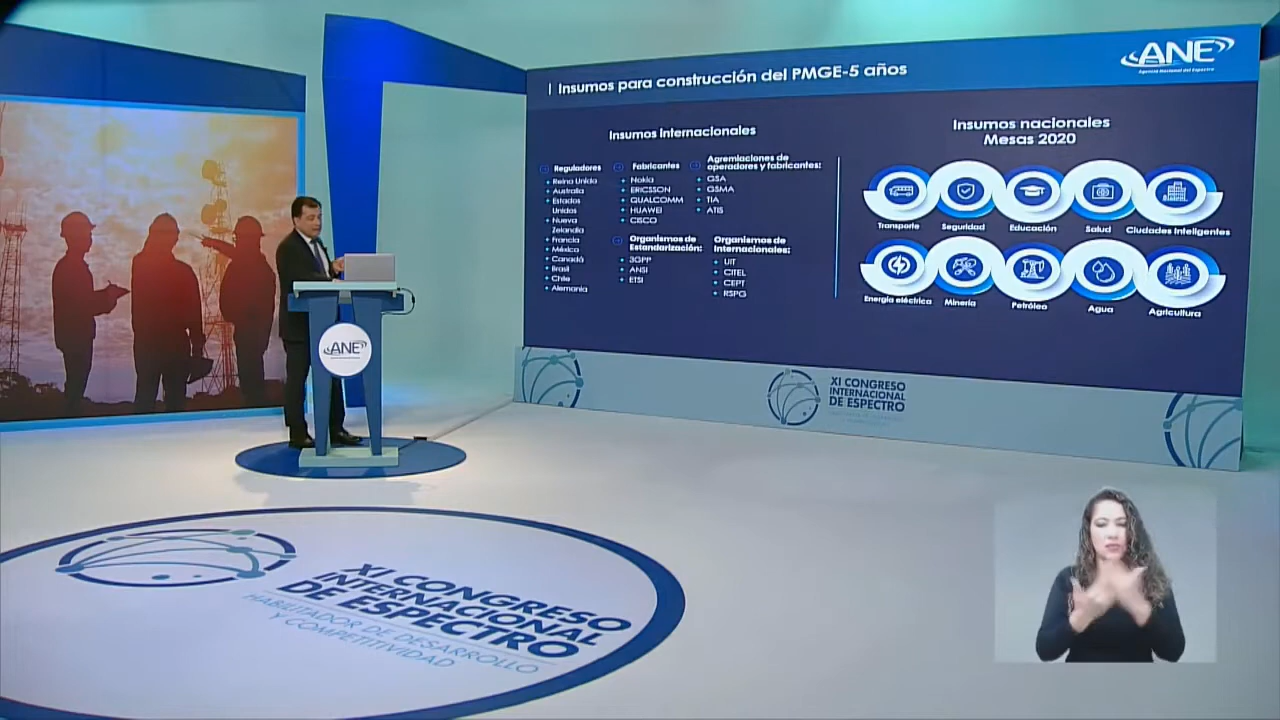 Insumos para construcción del PMGE-5 años
ANE
Agencia Nacional del Espectro
Insumos Internacionales
Reguladores
Reino Unido
Australia
Estados
Unidos
Nueva
Zelandia
Francia
México
Canadá
Brasil
Chile
Alemania
Fabricantes
Nokia
ERICSSON
QUALCOMM
HUAWEI
CISCO
Agremiaciones de
operadores y fabricantes:
GSA
GSMA
TIA
ATIS
Organismos de
Estandarización:
3GPP
ANSI
ETSI
Organismos de
Internacionales:
UIT
CITEL
CEPT
RSPG
Insumos nacionales
Mesas 2020
Transporte
Seguridad
Educación
Salud
Ciudades Inteligentes
Energía eléctrica
Minería
Petróleo
Agua
Agricultura
ANE
XI CONGRESO
INTERNACIONAL
DE ESPECTRO
XI CONGRESO
INTERNACIONAL
DE ESPECTRO
HABILITADOR DE DESARROLLO
Y COMPETITIVIDAD